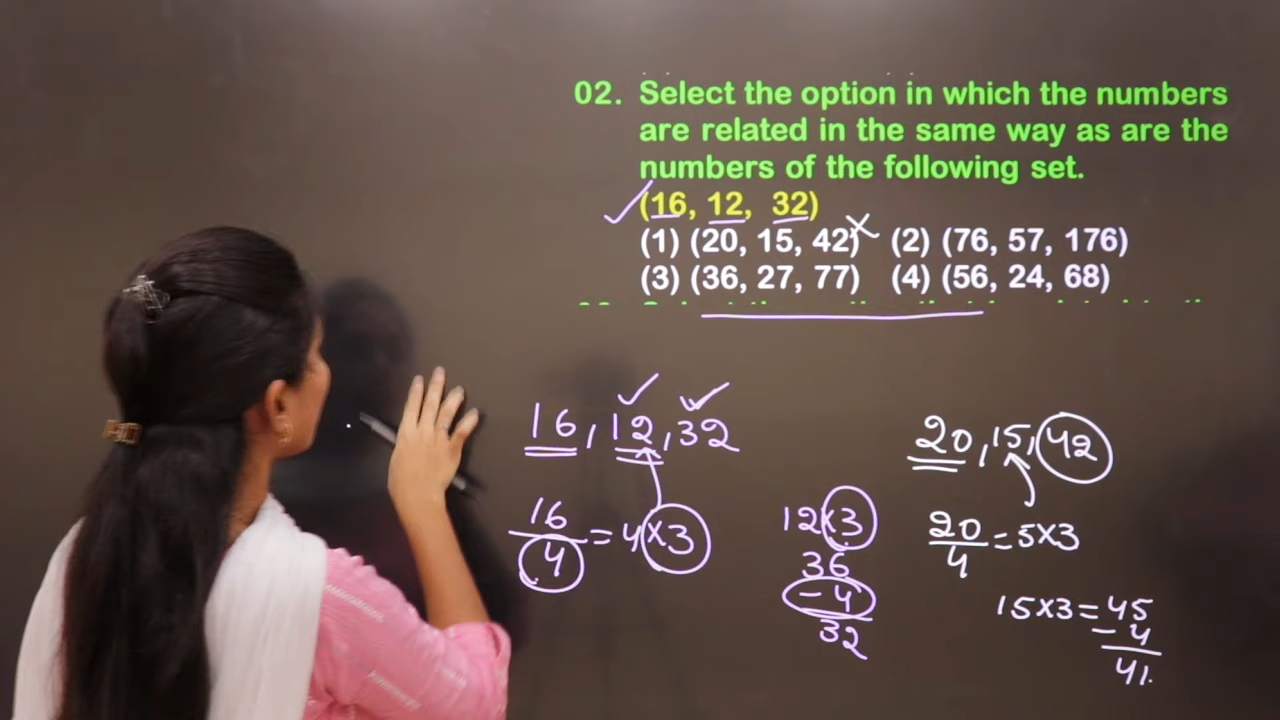 02. Select the option in which the numbers
are related in the same way as are the
numbers of the following set.
(16, 12, 32)
(1) (20, 15, 42) (2) (76, 57, 176)
(3) (36, 27, 77) (4) (56, 24, 68)
16, 12, 32
16/4 = 4×3
12×3
36
-4
32
20, 15, 42
20/4 = 5×3
15×3 = 45
- 4
41.